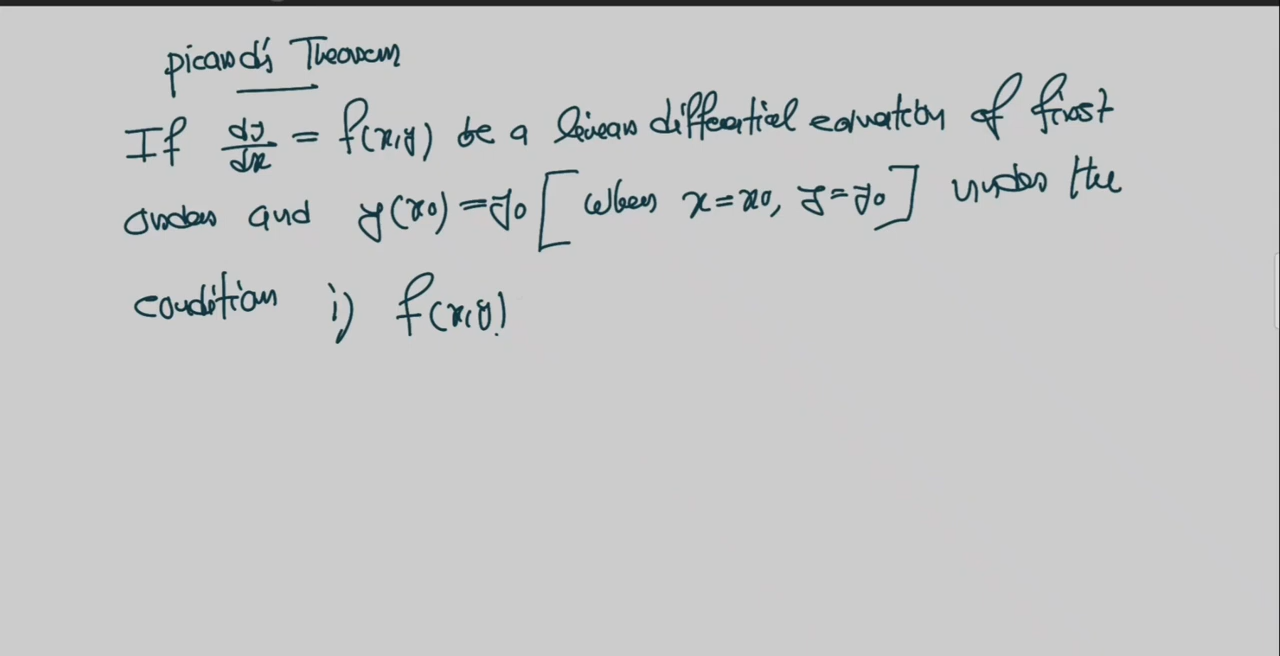 picard's Theorem
If dy/dx = f(x,y) be a linear differential equation of first
order and y(x0) = y0 [ when x = x0, y = y0 ] under the
condition i) f(x,y)